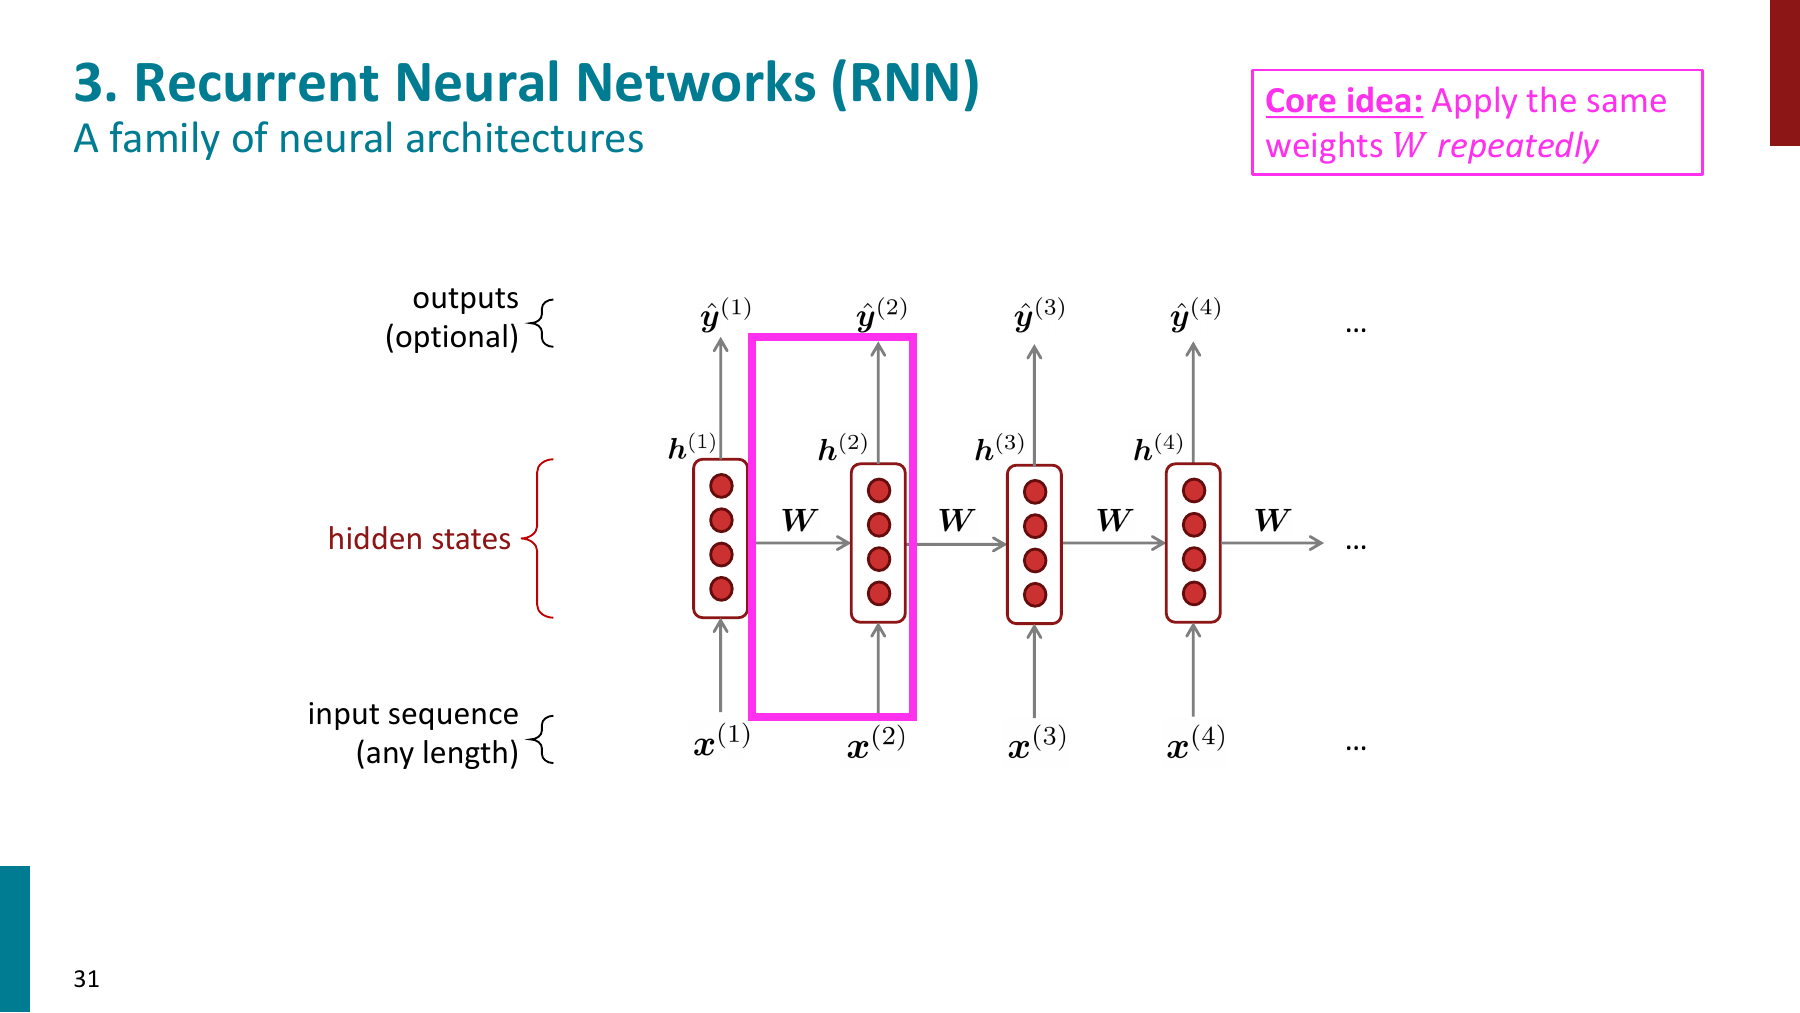 3. Recurrent Neural Networks (RNN)
A family of neural architectures
Core idea: Apply the same
weights W repeatedly
outputs
(optional)
ŷ(1) ŷ(2) ŷ(3) ŷ(4) ...
h(1) h(2) h(3) h(4)
hidden states
W W W W ...
input sequence
(any length)
x(1) x(2) x(3) x(4) ...
31